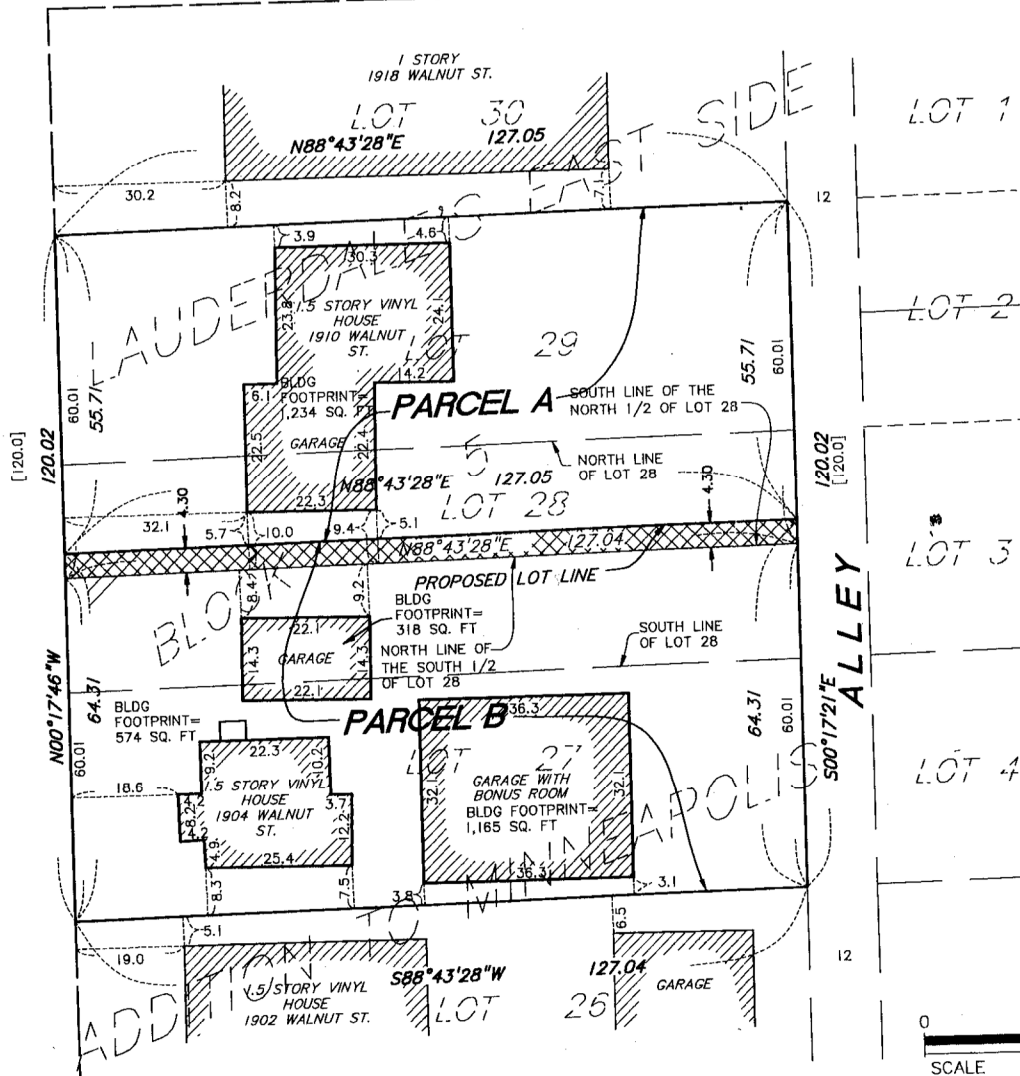 1 STORY
1918 WALNUT ST.
LOT 30
N88°43'28"E 127.05
LOT 1
30.2
8.2
7.1
12
3.9
4.6
30.3
LAUDERDALE'S EAST SIDE
1.5 STORY VINYL
HOUSE
1910 WALNUT
ST.
23.8
24.1
LOT 29
LOT 2
60.01
55.71
55.71
60.01
6.1
14.2
BLDG
FOOTPRINT=
1,234 SQ. FT
PARCEL A
SOUTH LINE OF THE
NORTH 1/2 OF LOT 28
GARAGE
22.5
22.4
5
NORTH LINE
OF LOT 28
[120.0]
120.02
120.02
[120.0]
4.30
N88°43'28"E 127.05
4.30
22.3
LOT 28
32.1
5.7
10.0
9.4
5.1
N88°43'28"E 127.04
LOT 3
PROPOSED LOT LINE
BLOCK
8.4
9.2
BLDG
FOOTPRINT=
318 SQ. FT
22.1
14.3
GARAGE
14.3
22.1
NORTH LINE OF
THE SOUTH 1/2
OF LOT 28
SOUTH LINE
OF LOT 28
ALLEY
N00°17'46"W
64.31
64.31
S00°17'21"E
60.01
60.01
BLDG
FOOTPRINT=
574 SQ. FT
PARCEL B
36.3
22.3
9.2
10.2
LOT 27
LOT 4
18.6
1.5 STORY VINYL
HOUSE
1904 WALNUT
ST.
4.2
8.2
4.2
4.9
3.7
12.2
25.4
32.1
GARAGE WITH
BONUS ROOM
BLDG FOOTPRINT=
1,165 SQ. FT
32.1
36.3
8.3
7.5
3.8
3.1
ADDITION TO MINNEAPOLIS
5.1
19.0
6.5
12
S88°43'28"W 127.04
1.5 STORY VINYL
HOUSE
1902 WALNUT ST.
LOT 26
GARAGE
0
SCALE